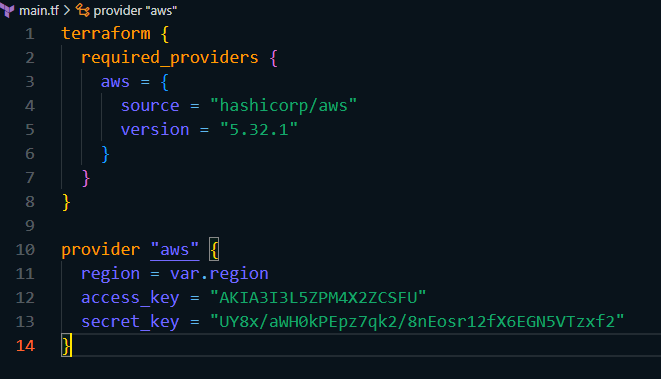 main.tf > provider "aws"
1 terraform {
2 required_providers {
3 aws = {
4 source = "hashicorp/aws"
5 version = "5.32.1"
6 }
7 }
8 }
9
10 provider "aws" {
11 region = var.region
12 access_key = "AKIA3I3L5ZPM4X2ZCSFU"
13 secret_key = "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"
14 }